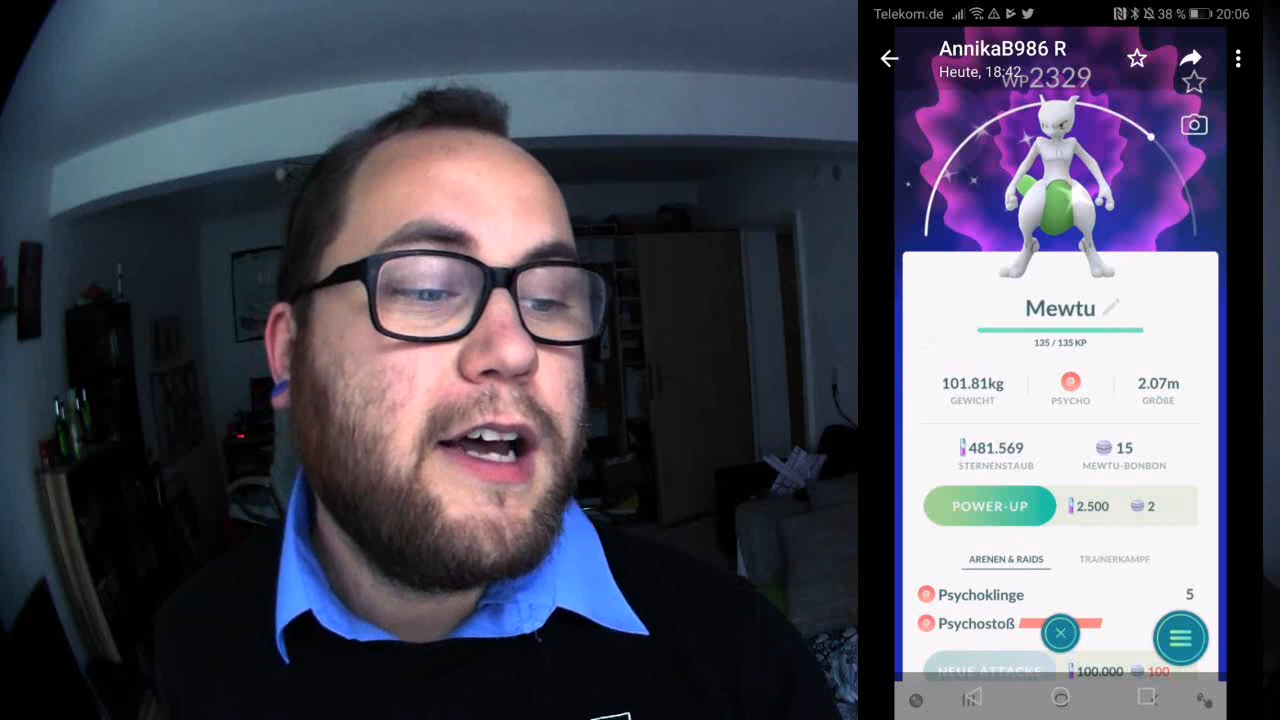 Telekom.de 38 % 20:06
AnnikaB986 R
Heute, 18:42
WP2329
Mewtu
135 / 135 KP
101.81kg 2.07m
GEWICHT PSYCHO GRÖßE
481.569 15
STERNENSTAUB MEWTU-BONBON
POWER-UP 2.500 2
ARENEN & RAIDS TRAINERKAMPF
Psychoklinge 5
Psychostoß
NEUE ATTACKE 100.000 100